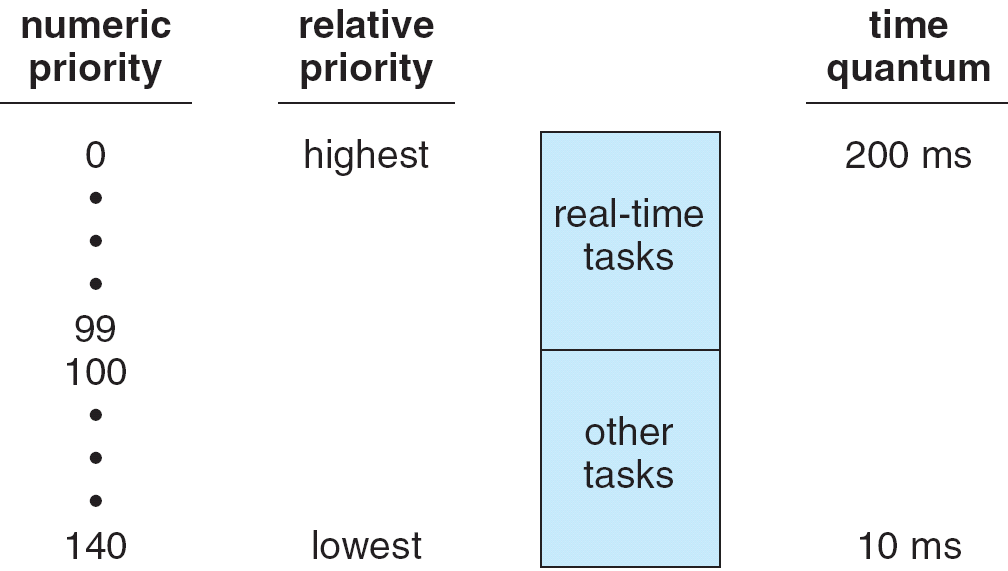 numeric priority
relative priority
time quantum
0 highest 200 ms
•
•
•
real-time tasks
99
100
•
•
•
other tasks
140 lowest 10 ms